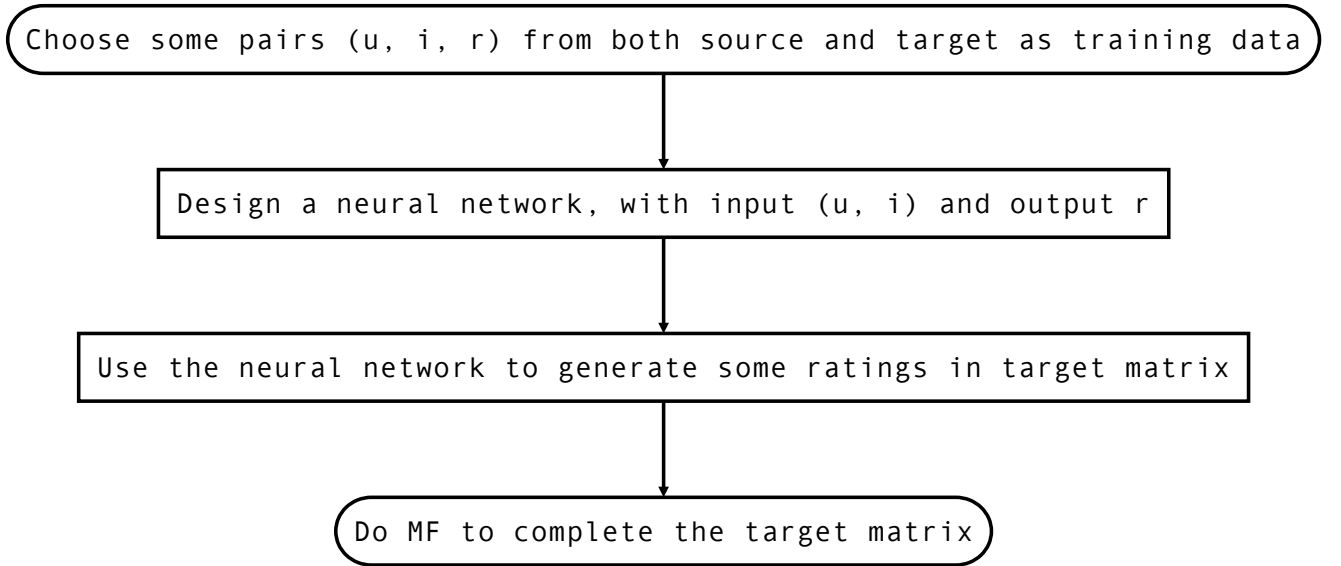 Choose some pairs (u, i, r) from both source and target as training data
Design a neural network, with input (u, i) and output r
Use the neural network to generate some ratings in target matrix
Do MF to complete the target matrix